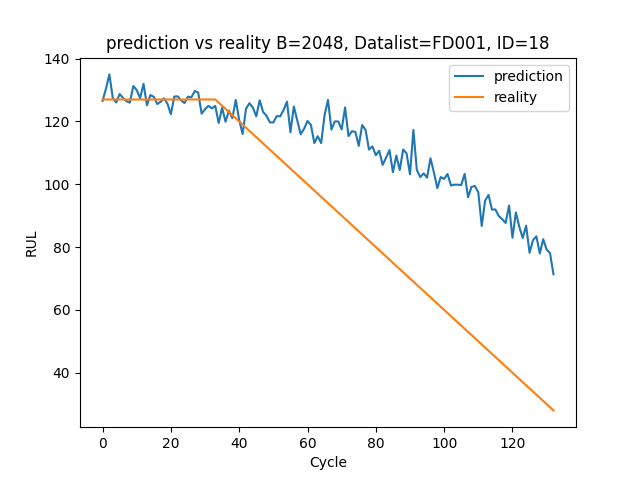 prediction vs reality B=2048, Datalist=FD001, ID=18
prediction
reality
RUL
140
120
100
80
60
40
0 20 40 60 80 100 120
Cycle